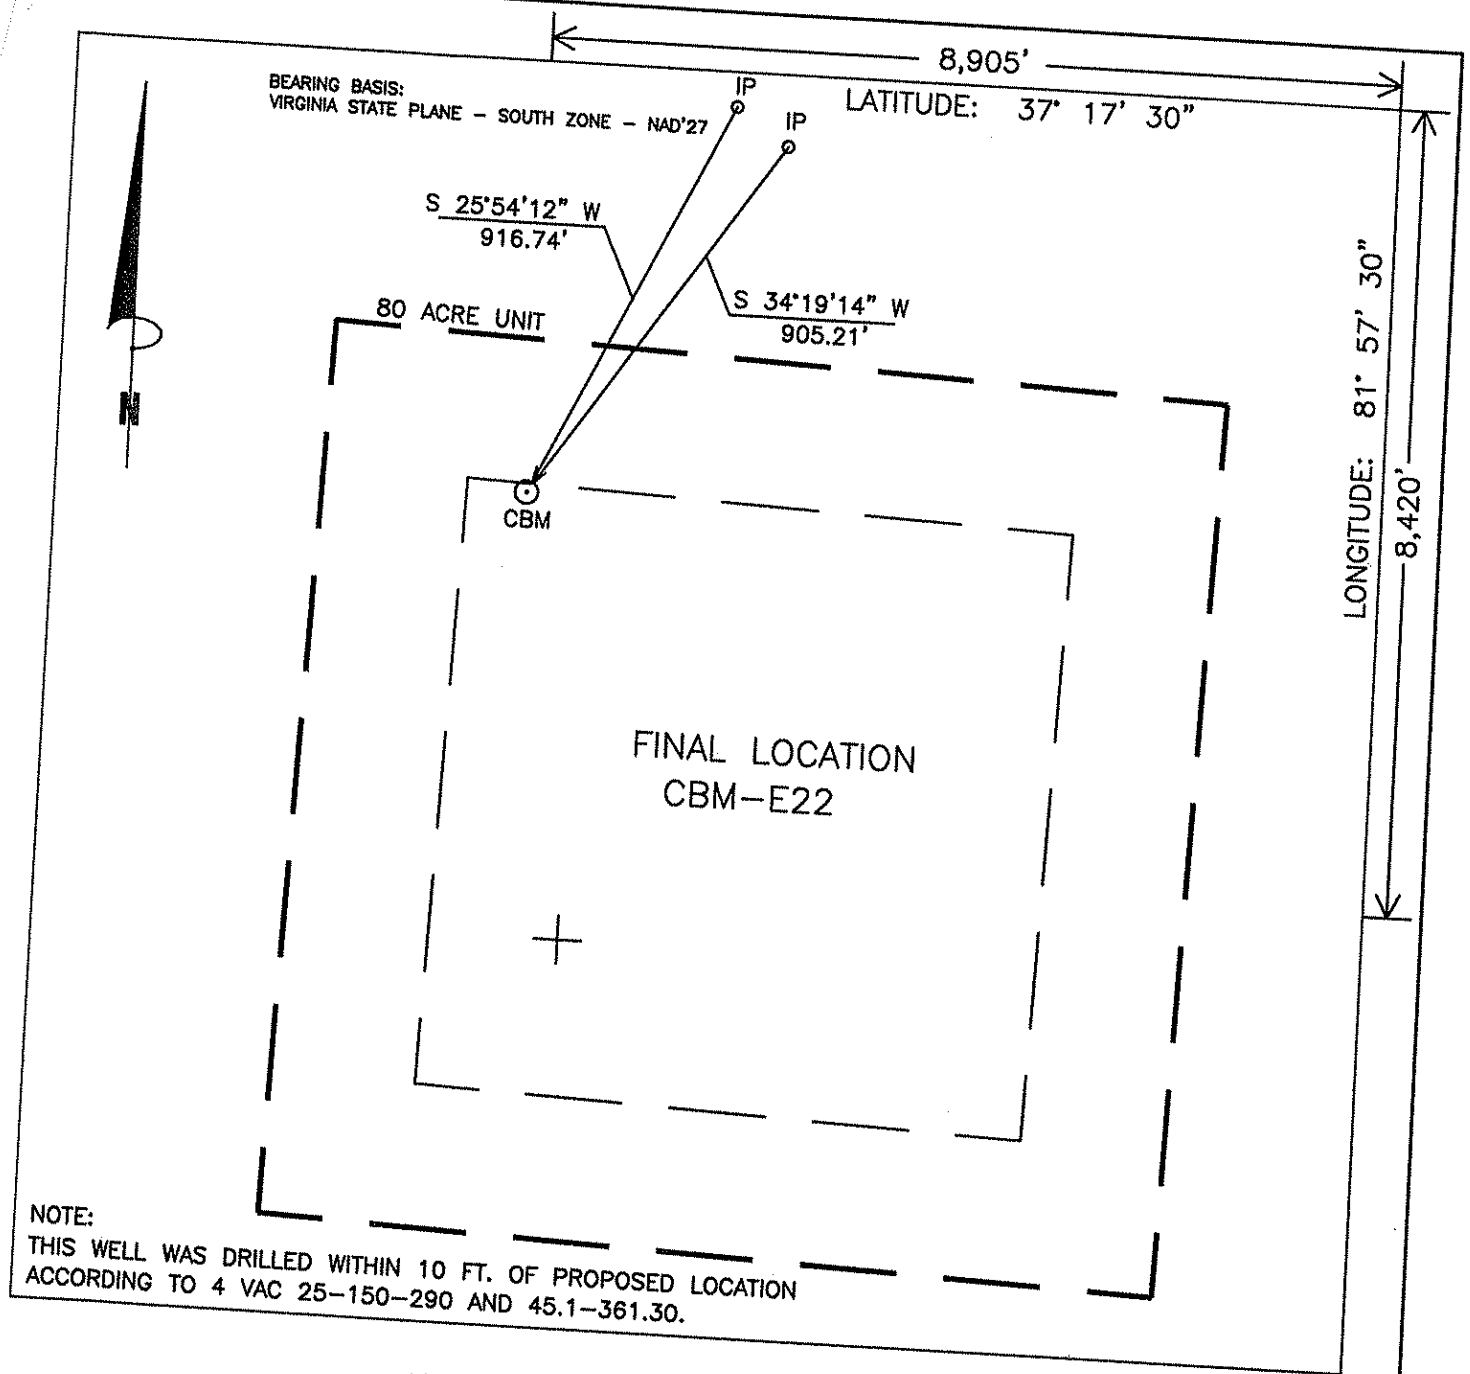 8,905'
BEARING BASIS:
VIRGINIA STATE PLANE - SOUTH ZONE - NAD'27
IP
LATITUDE: 37° 17' 30"
IP
S 25°54'12" W
916.74'
S 34°19'14" W
905.21'
80 ACRE UNIT
LONGITUDE: 81° 57' 30"
8,420'
N
CBM
FINAL LOCATION
CBM-E22
NOTE:
THIS WELL WAS DRILLED WITHIN 10 FT. OF PROPOSED LOCATION
ACCORDING TO 4 VAC 25-150-290 AND 45.1-361.30.